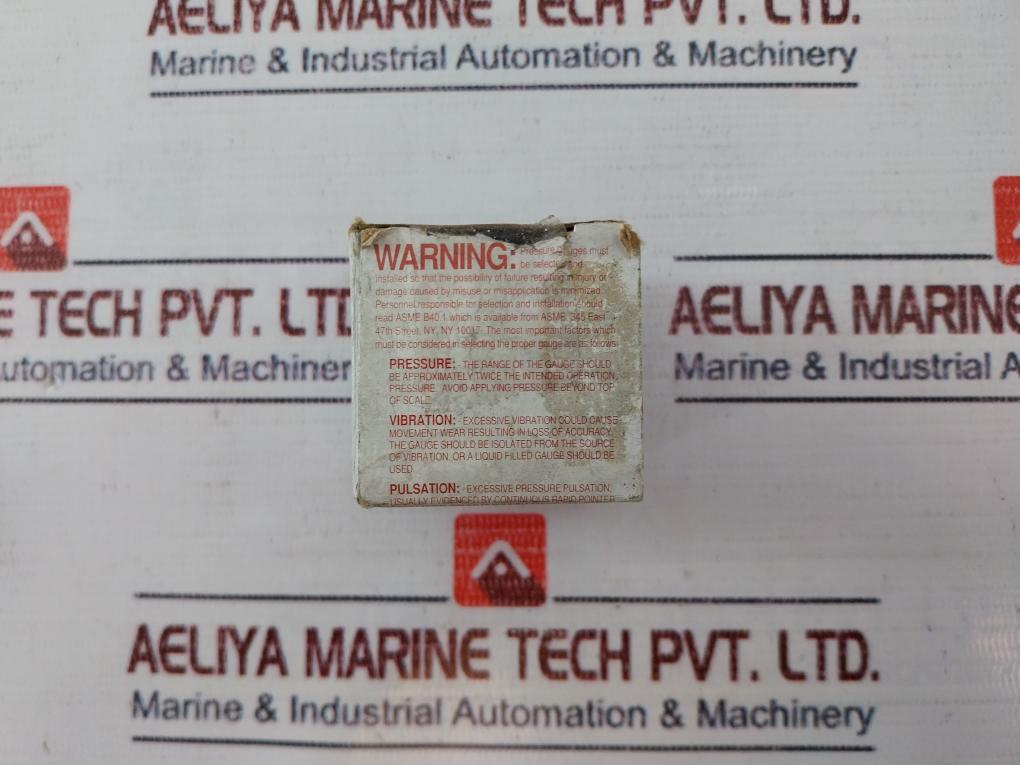 AELIYA MARINE TECH PVT. LTD.
Marine & Industrial Automation & Machinery
E TECH PVT. LTD
utomation & Machiner
AELIYA MARINE
Marine & Industrial A
WARNING: Pressure Gauges must
be selected and
installed so that the possibility of failure resulting in injury or
damage caused by misuse or misapplication is minimized.
Personnel responsible for selection and installation should
read ASME B40.1 which is available from ASME, 345 East
47th Street, NY, NY 10017. The most important factors which
must be considered in selecting the proper gauge are as follows:
PRESSURE: - THE RANGE OF THE GAUGE SHOULD
BE APPROXIMATELY TWICE THE INTENDED OPERATION
PRESSURE. AVOID APPLYING PRESSURE BEYOND TOP
OF SCALE.
VIBRATION: - EXCESSIVE VIBRATION COULD CAUSE
MOVEMENT WEAR RESULTING IN LOSS OF ACCURACY,
THE GAUGE SHOULD BE ISOLATED FROM THE SOURCE
OF VIBRATION, OR A LIQUID FILLED GAUGE SHOULD BE
USED.
PULSATION: - EXCESSIVE PRESSURE PULSATION,
USUALLY EVIDENCED BY CONTINUOUS RAPID POINTER
AELIYA MARINE TECH PVT. LTD.
Marine & Industrial Automation & Machinery